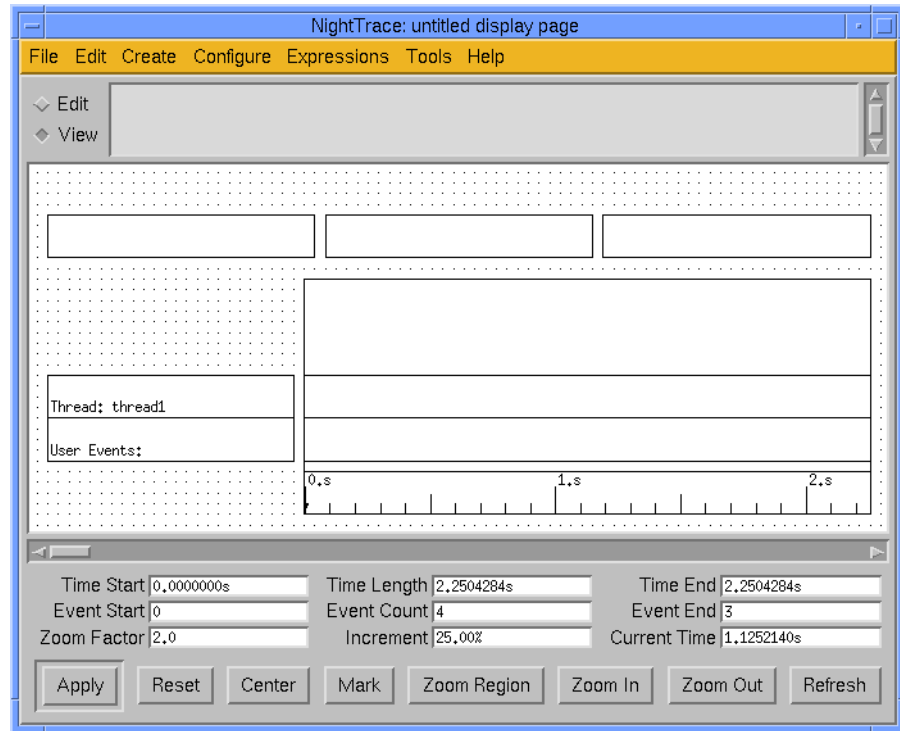 NightTrace: untitled display page
File Edit Create Configure Expressions Tools Help
Edit
View
Thread: thread1
User Events:
0.s 1.s 2.s
Time Start 0.0000000s Time Length 2.2504284s Time End 2.2504284s
Event Start 0 Event Count 4 Event End 3
Zoom Factor 2.0 Increment 25.00% Current Time 1.1252140s
Apply Reset Center Mark Zoom Region Zoom In Zoom Out Refresh